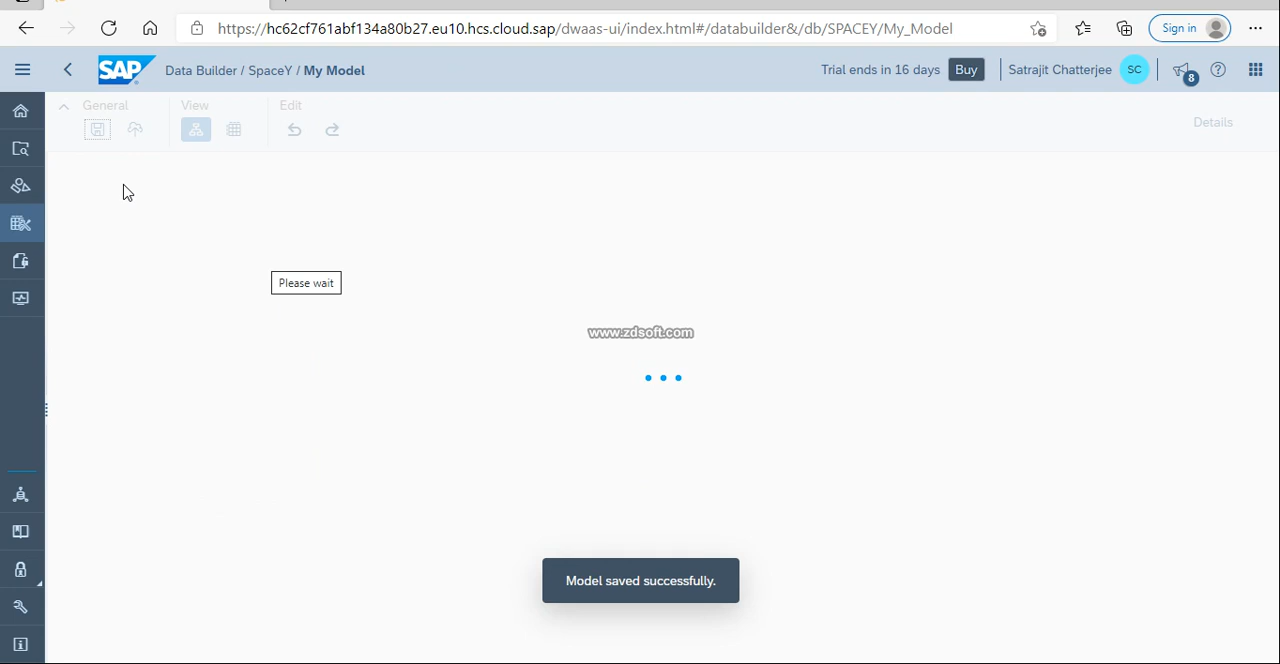 https://hc62cf761abf134a80b27.eu10.hcs.cloud.sap/dwaas-ui/index.html#/databuilder&/db/SPACEY/My_Model
Sign in
SAP
Data Builder / SpaceY / My Model
Trial ends in 16 days
Buy
Satrajit Chatterjee
SC
8
General
View
Edit
Details
Please wait
www.zdsoft.com
Model saved successfully.